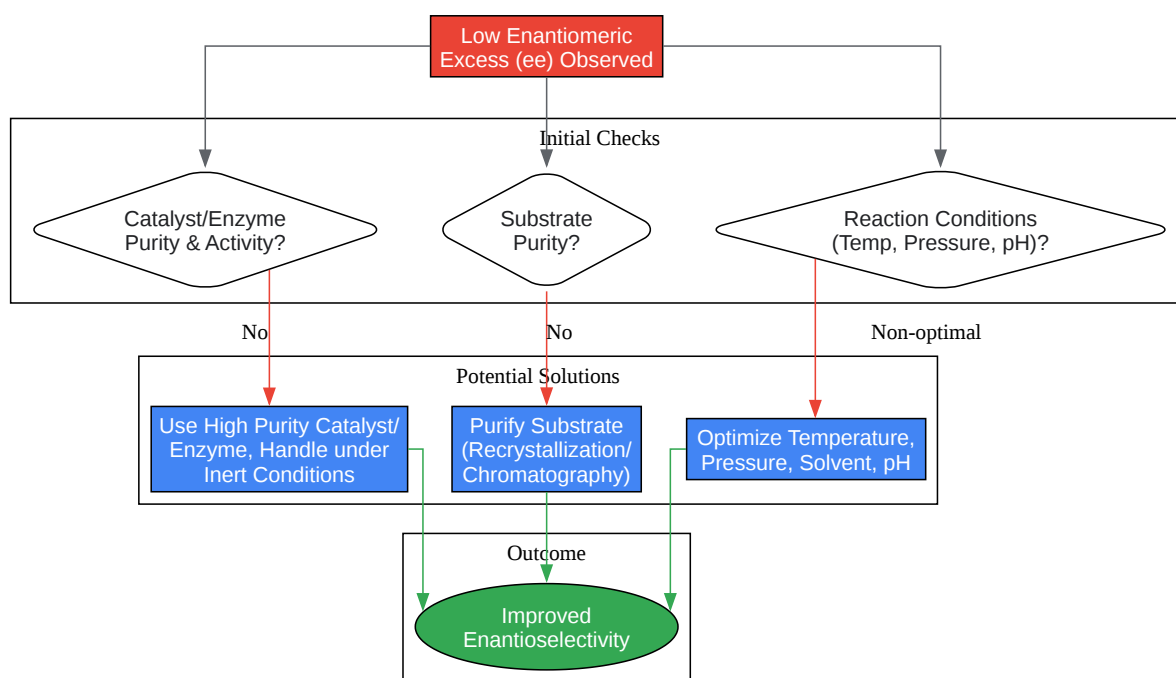 Low Enantiomeric
Excess (ee) Observed
Initial Checks
Catalyst/Enzyme
Purity & Activity?
Substrate
Purity?
Reaction Conditions
(Temp, Pressure, pH)?
No
No
Non-optimal
Potential Solutions
Use High Purity Catalyst/
Enzyme, Handle under
Inert Conditions
Purify Substrate
(Recrystallization/
Chromatography)
Optimize Temperature,
Pressure, Solvent, pH
Outcome
Improved
Enantioselectivity